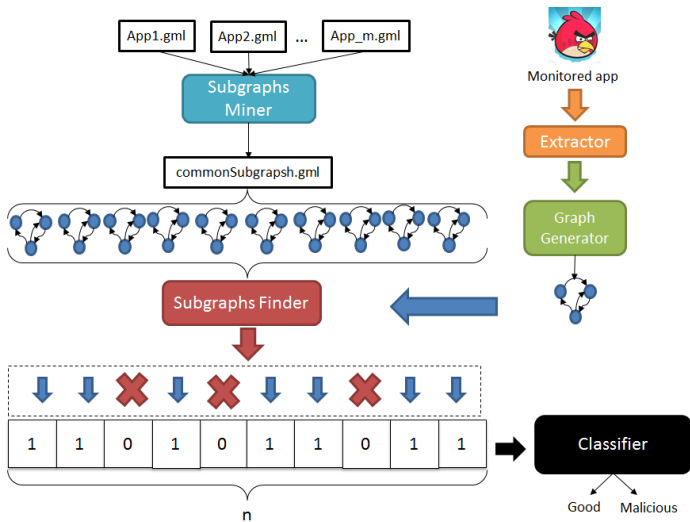 App1.gml App2.gml ... App_m.gml
Monitored app
Subgraphs
Miner
Extractor
commonSubgrapsh.gml
Graph
Generator
Subgraphs Finder
1 1 0 1 0 1 1 0 1 1
Classifier
n
Good Malicious